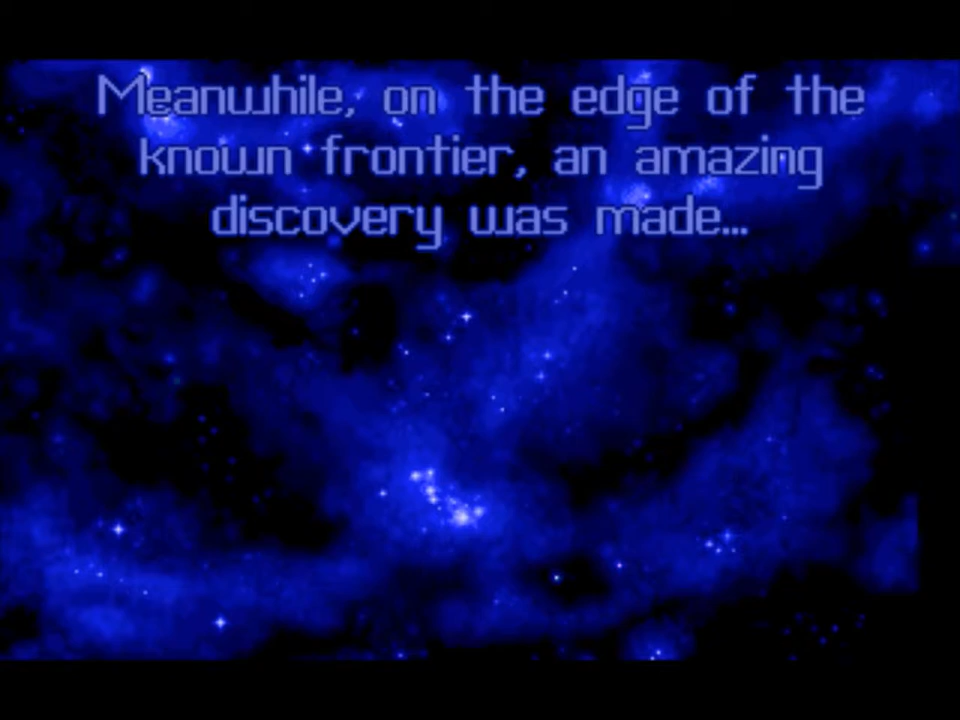 Meanwhile, on the edge of the
known frontier, an amazing
discovery was made...